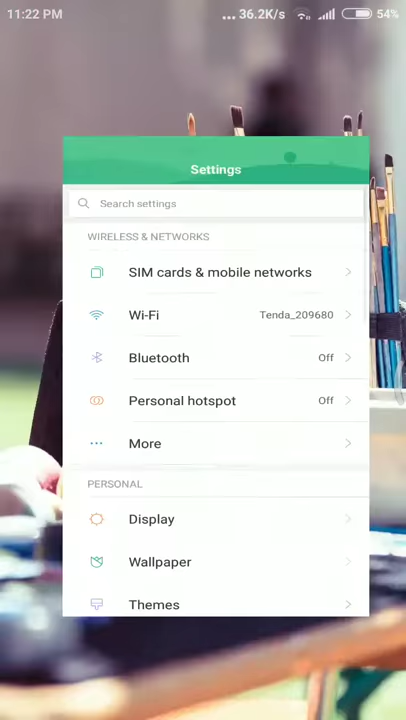 11:22 PM ... 36.2K/s 54%
Settings
Search settings
WIRELESS & NETWORKS
SIM cards & mobile networks
Wi-Fi Tenda_209680
Bluetooth Off
Personal hotspot Off
More
PERSONAL
Display
Wallpaper
Themes